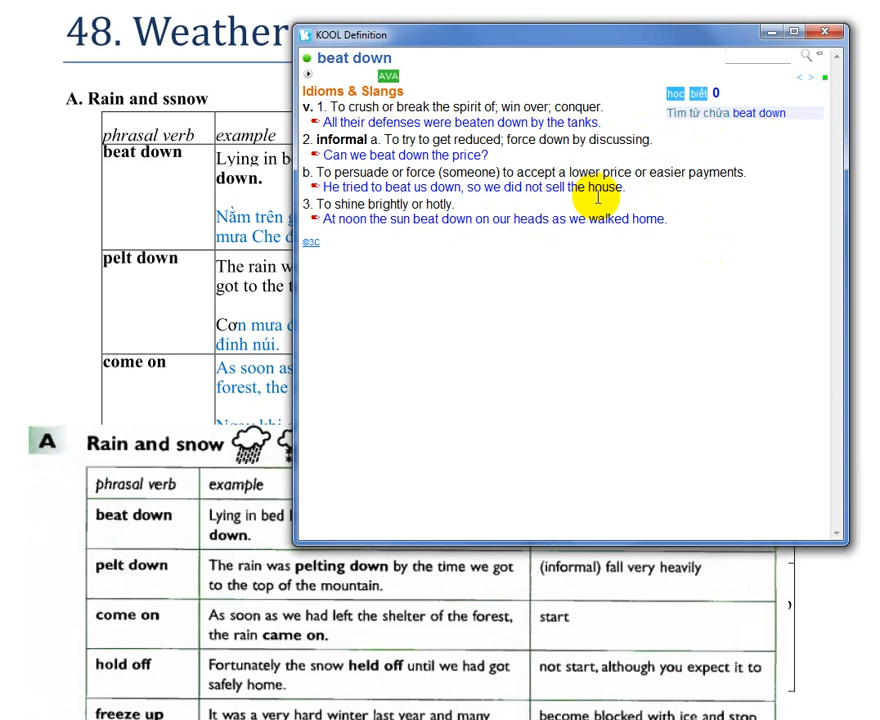 48. Weather
KOOL Definition
beat down
AVA
Idioms & Slangs
v. 1. To crush or break the spirit of; win over; conquer.
All their defenses were beaten down by the tanks.
2. informal a. To try to get reduced; force down by discussing.
Can we beat down the price?
b. To persuade or force (someone) to accept a lower price or easier payments.
He tried to beat us down, so we did not sell the house.
3. To shine brightly or hotly.
At noon the sun beat down on our heads as we walked home.
©3C
học biết 0
Tìm từ chứa beat down
A. Rain and ssnow
phrasal verb example
beat down Lying in b
down.
Nằm trên g
mưa Che đ
pelt down The rain w
got to the t
Cơn mưa đ
đỉnh núi.
come on As soon as
forest, the
Ngay khi
A Rain and snow
phrasal verb example
beat down Lying in bed
down.
pelt down The rain was pelting down by the time we got (informal) fall very heavily
to the top of the mountain.
come on As soon as we had left the shelter of the forest, start
the rain came on.
hold off Fortunately the snow held off until we had got not start, although you expect it to
safely home.
freeze up It was a very hard winter last year and many become blocked with ice and stop